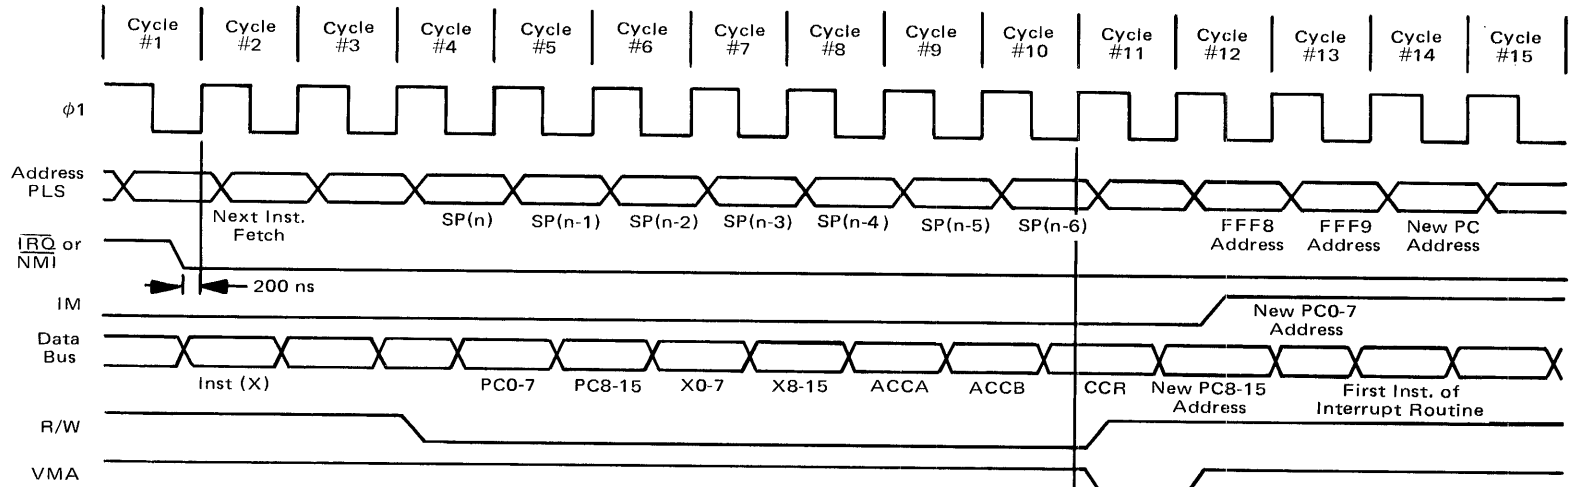 Cycle #1
Cycle #2
Cycle #3
Cycle #4
Cycle #5
Cycle #6
Cycle #7
Cycle #8
Cycle #9
Cycle #10
Cycle #11
Cycle #12
Cycle #13
Cycle #14
Cycle #15
ϕ1
Address
PLS
Next Inst.
Fetch
SP(n)
SP(n-1)
SP(n-2)
SP(n-3)
SP(n-4)
SP(n-5)
SP(n-6)
FFF8
Address
FFF9
Address
New PC
Address
IRQ or
NMI
200 ns
IM
New PC0-7
Address
Data
Bus
Inst (X)
PC0-7
PC8-15
X0-7
X8-15
ACCA
ACCB
CCR
New PC8-15
Address
First Inst. of
Interrupt Routine
R/W
VMA